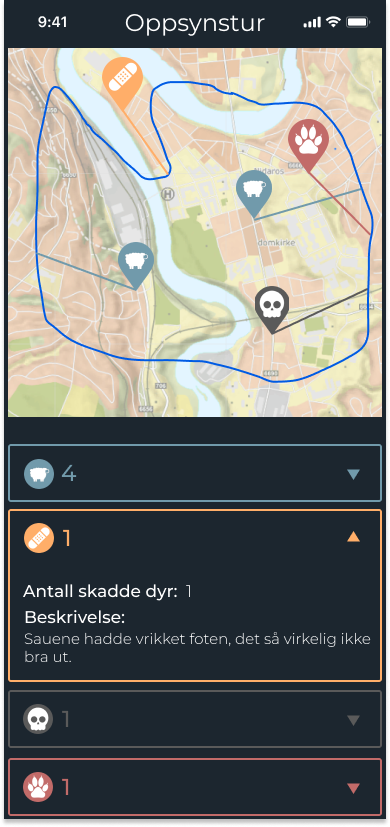 9:41
Oppsynstur
H
Nidaros
domkirke
4
1
Antall skadde dyr: 1
Beskrivelse:
Sauene hadde vrikket foten, det så virkelig ikke
bra ut.
1
1